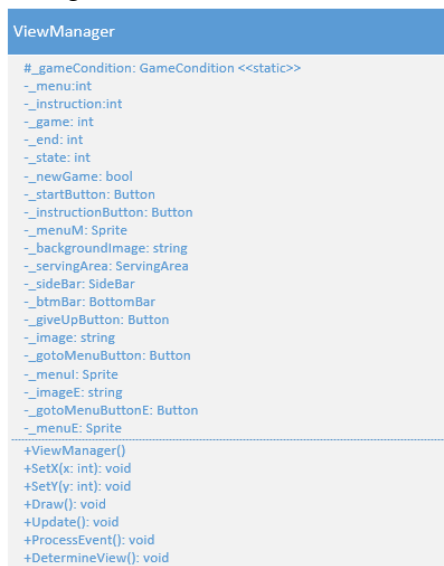 ViewManager
#_gameCondition: GameCondition <<static>>
-_menu:int
-_instruction:int
-_game: int
-_end: int
-_state: int
-_newGame: bool
-_startButton: Button
-_instructionButton: Button
-_menuM: Sprite
-_backgroundImage: string
-_servingArea: ServingArea
-_sideBar: SideBar
-_btmBar: BottomBar
-_giveUpButton: Button
-_image: string
-_gotoMenuButton: Button
-_menuI: Sprite
-_imageE: string
-_gotoMenuButtonE: Button
-_menuE: Sprite
+ViewManager()
+SetX(x: int): void
+SetY(y: int): void
+Draw(): void
+Update(): void
+ProcessEvent(): void
+DetermineView(): void